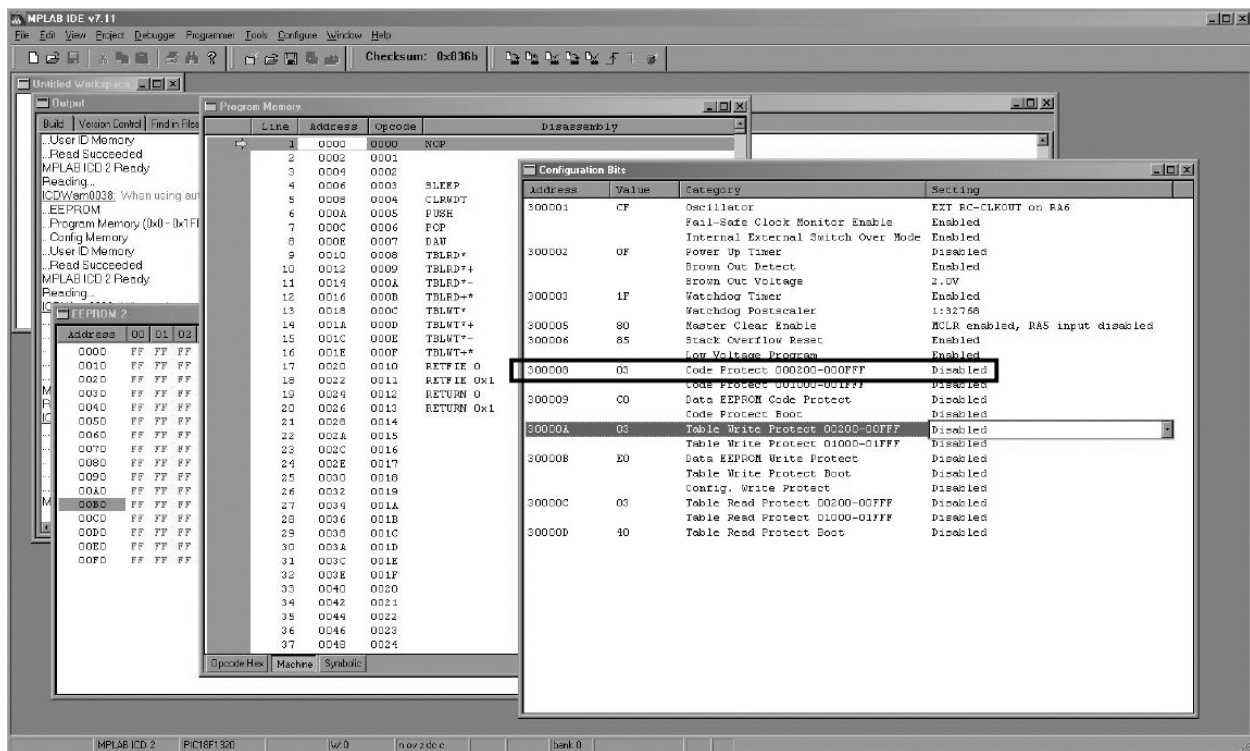 MPLAB IDE v7.11
File Edit View Project Debugger Programmer Tools Configure Window Help
Checksum: 0x836b
Untitled Workspace
Output
Build Version Control Find in Files
...User ID Memory
...Read Succeeded
MPLAB ICD 2 Ready
Reading...
ICDWarn0038: When using aut
...EEPROM
...Program Memory (0x0 - 0x1FF
...Config Memory
...User ID Memory
...Read Succeeded
MPLAB ICD 2 Ready
Reading...
EEPROM 2
Address 00 01 02
0000 FF FF FF
0010 FF FF FF
0020 FF FF FF
0030 FF FF FF
0040 FF FF FF
0050 FF FF FF
0060 FF FF FF
0070 FF FF FF
0080 FF FF FF
0090 FF FF FF
00A0 FF FF FF
00B0 FF FF FF
00C0 FF FF FF
00D0 FF FF FF
00E0 FF FF FF
00F0 FF FF FF
Program Memory
Line Address Opcode Disassembly
1 0000 0000 NOP
2 0002 0001
3 0004 0002
4 0006 0003 SLEEP
5 0008 0004 CLRWDT
6 000A 0005 PUSH
7 000C 0006 POP
8 000E 0007 DAW
9 0010 0008 TBLRD*
10 0012 0009 TBLRD*+
11 0014 000A TBLRD*-
12 0016 000B TBLRD+*
13 0018 000C TBLWT*
14 001A 000D TBLWT*+
15 001C 000E TBLWT*-
16 001E 000F TBLWT+*
17 0020 0010 RETFIE 0
18 0022 0011 RETFIE 0x1
19 0024 0012 RETURN 0
20 0026 0013 RETURN 0x1
21 0028 0014
22 002A 0015
23 002C 0016
24 002E 0017
25 0030 0018
26 0032 0019
27 0034 001A
28 0036 001B
29 0038 001C
30 003A 001D
31 003C 001E
32 003E 001F
33 0040 0020
34 0042 0021
35 0044 0022
36 0046 0023
37 0048 0024
Opcode Hex Machine Symbolic
Configuration Bits
Address Value Category Setting
300001 CF Oscillator EXT RC-CLKOUT on RA6
Fail-Safe Clock Monitor Enable Enabled
Internal External Switch Over Mode Enabled
300002 0F Power Up Timer Disabled
Brown Out Detect Enabled
Brown Out Voltage 2.0V
300003 1F Watchdog Timer Enabled
Watchdog Postscaler 1:32768
300005 80 Master Clear Enable MCLR enabled, RA5 input disabled
300006 85 Stack Overflow Reset Enabled
Low Voltage Program Enabled
300008 03 Code Protect 000200-000FFF Disabled
Code Protect 001000-001FFF Disabled
300009 C0 Data EEPROM Code Protect Disabled
Code Protect Boot Disabled
30000A 03 Table Write Protect 00200-00FFF Disabled
Table Write Protect 01000-01FFF Disabled
30000B E0 Data EEPROM Write Protect Disabled
Table Write Protect Boot Disabled
Config. Write Protect Disabled
30000C 03 Table Read Protect 00200-00FFF Disabled
Table Read Protect 01000-01FFF Disabled
30000D 40 Table Read Protect Boot Disabled
MPLAB ICD 2 PIC18F1320 W:0 n ov z dc c bank 0